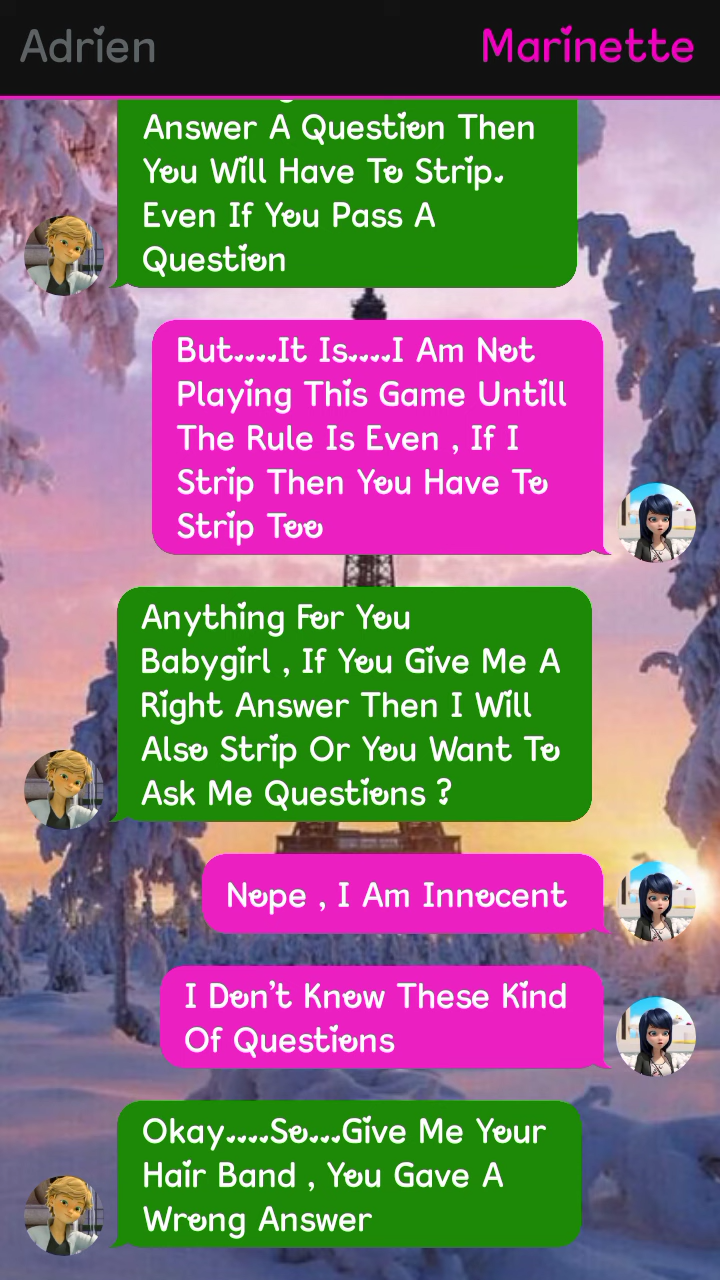 Adrien
Marinette
Answer A Question Then
You Will Have To Strip.
Even If You Pass A
Question
But....It Is....I Am Not
Playing This Game Untill
The Rule Is Even , If I
Strip Then You Have To
Strip Too
Anything For You
Babygirl , If You Give Me A
Right Answer Then I Will
Also Strip Or You Want To
Ask Me Questions ?
Nope , I Am Innocent
I Don't Know These Kind
Of Questions
Okay....So...Give Me Your
Hair Band , You Gave A
Wrong Answer